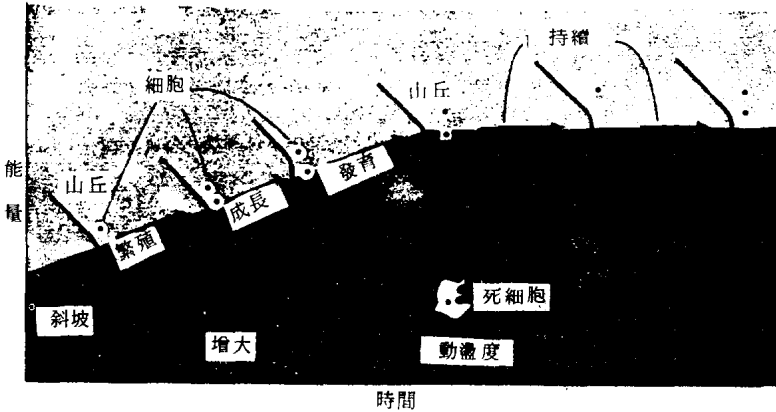 持續
細胞
山丘
能量
山丘
發育
成長
繁殖
死細胞
斜坡
增大
動盪度
時間